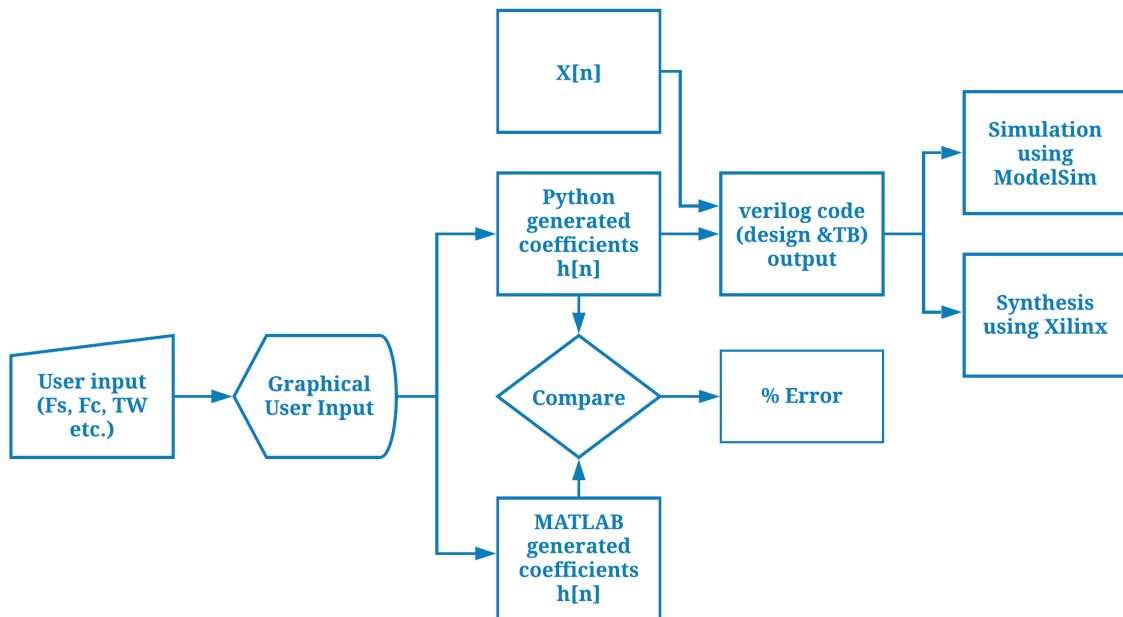 X[n]
Simulation
using
ModelSim
Python
generated
coefficients
h[n]
verilog code
(design &TB)
output
Synthesis
using Xilinx
User input
(Fs, Fc, TW
etc.)
Graphical
User Input
Compare
% Error
MATLAB
generated
coefficients
h[n]